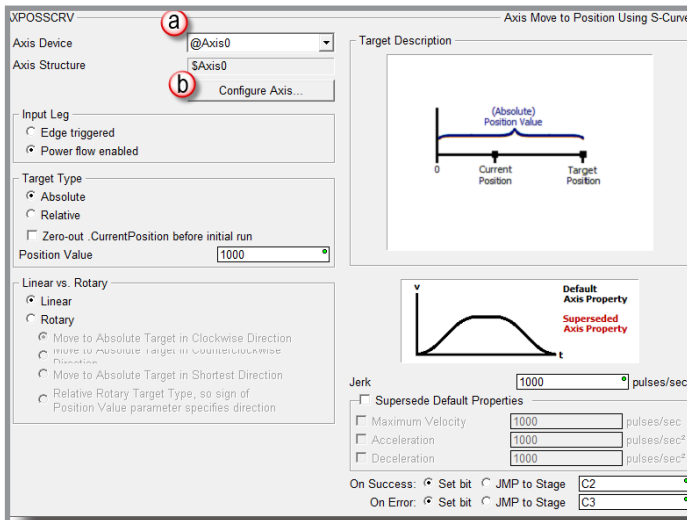 AXPOSSCRV
Axis Move to Position Using S-Curve
a
Axis Device
@Axis0
Axis Structure
$Axis0
b
Configure Axis...
Input Leg
Edge triggered
Power flow enabled
Target Type
Absolute
Relative
Zero-out .CurrentPosition before initial run
Position Value
1000
Linear vs. Rotary
Linear
Rotary
Move to Absolute Target in Clockwise Direction
Move to Absolute Target in Counterclockwise
Direction
Move to Absolute Target in Shortest Direction
Relative Rotary Target Type, so sign of
Position Value parameter specifies direction
Target Description
(Absolute)
Position Value
0
Current
Position
Target
Position
v
t
Default
Axis Property
Superseded
Axis Property
Jerk
1000
pulses/sec
Supersede Default Properties
Maximum Velocity
1000
pulses/sec
Acceleration
1000
pulses/sec²
Deceleration
1000
pulses/sec²
On Success:
Set bit
JMP to Stage
C2
On Error:
Set bit
JMP to Stage
C3